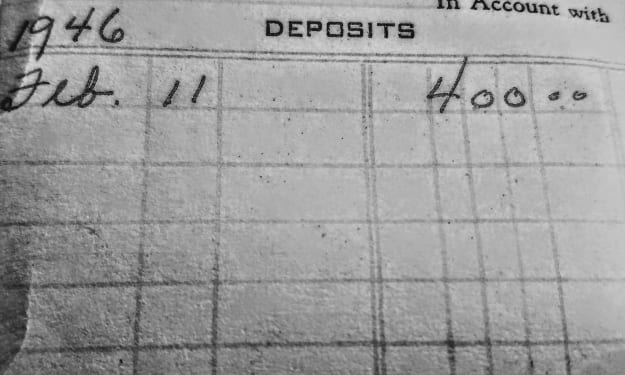 In Account with
1946 DEPOSITS
Feb. 11 400 00